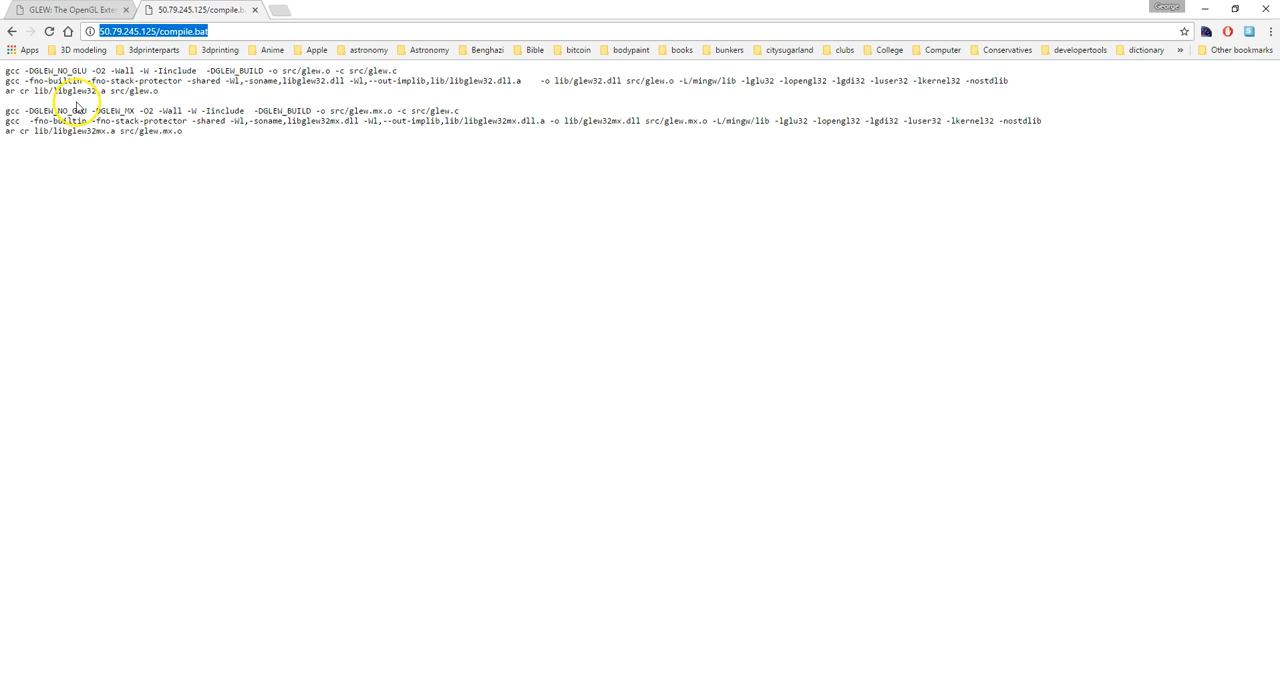 GLEW: The OpenGL Exte
50.79.245.125/compile.b
George
50.79.245.125/compile.bat
Apps 3D modeling 3dprinterparts 3dprinting Anime Apple astronomy Astronomy Benghazi Bible bitcoin bodypaint books bunkers citysugarland clubs College Computer Conservatives developertools dictionary » Other bookmarks
gcc -DGLEW_NO_GLU -O2 -Wall -W -Iinclude  -DGLEW_BUILD -o src/glew.o -c src/glew.c
gcc -fno-builtin -fno-stack-protector -shared -Wl,-soname,libglew32.dll -Wl,--out-implib,lib/libglew32.dll.a    -o lib/glew32.dll src/glew.o -L/mingw/lib -lglu32 -lopengl32 -lgdi32 -luser32 -lkernel32 -nostdlib
ar cr lib/libglew32.a src/glew.o
gcc -DGLEW_NO_GLU -DGLEW_MX -O2 -Wall -W -Iinclude  -DGLEW_BUILD -o src/glew.mx.o -c src/glew.c
gcc  -fno-builtin -fno-stack-protector -shared -Wl,-soname,libglew32mx.dll -Wl,--out-implib,lib/libglew32mx.dll.a -o lib/glew32mx.dll src/glew.mx.o -L/mingw/lib -lglu32 -lopengl32 -lgdi32 -luser32 -lkernel32 -nostdlib
ar cr lib/libglew32mx.a src/glew.mx.o